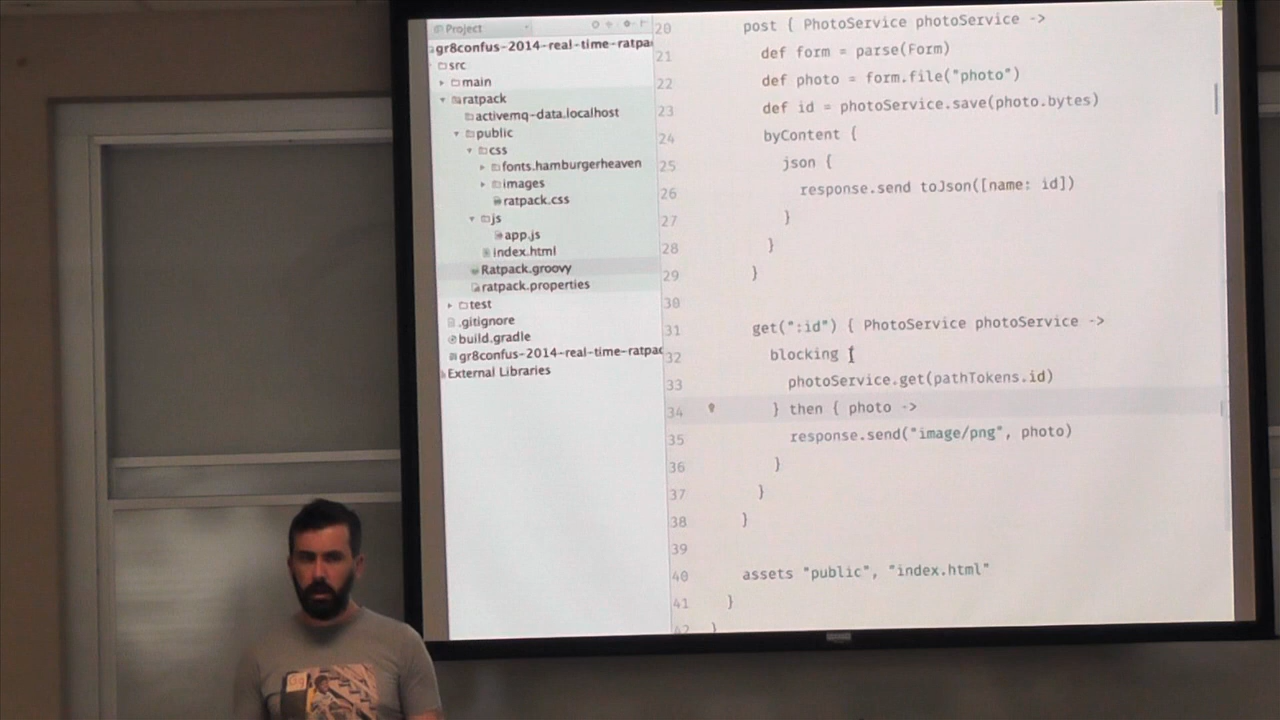 Project
gr8confus-2014-real-time-ratpa
src
main
ratpack
activemq-data.localhost
public
css
fonts.hamburgerheaven
images
ratpack.css
js
app.js
index.html
Ratpack.groovy
ratpack.properties
test
.gitignore
build.gradle
gr8confus-2014-real-time-ratpac
External Libraries
20 post { PhotoService photoService ->
21 def form = parse(Form)
22 def photo = form.file("photo")
23 def id = photoService.save(photo.bytes)
24 byContent {
25 json {
26 response.send toJson([name: id])
27 }
28 }
29 }
30
31 get(":id") { PhotoService photoService ->
32 blocking
33 photoService.get(pathTokens.id)
34 } then { photo ->
35 response.send("image/png", photo)
36 }
37 }
38 }
39
40 assets "public", "index.html"
41 }
42 }